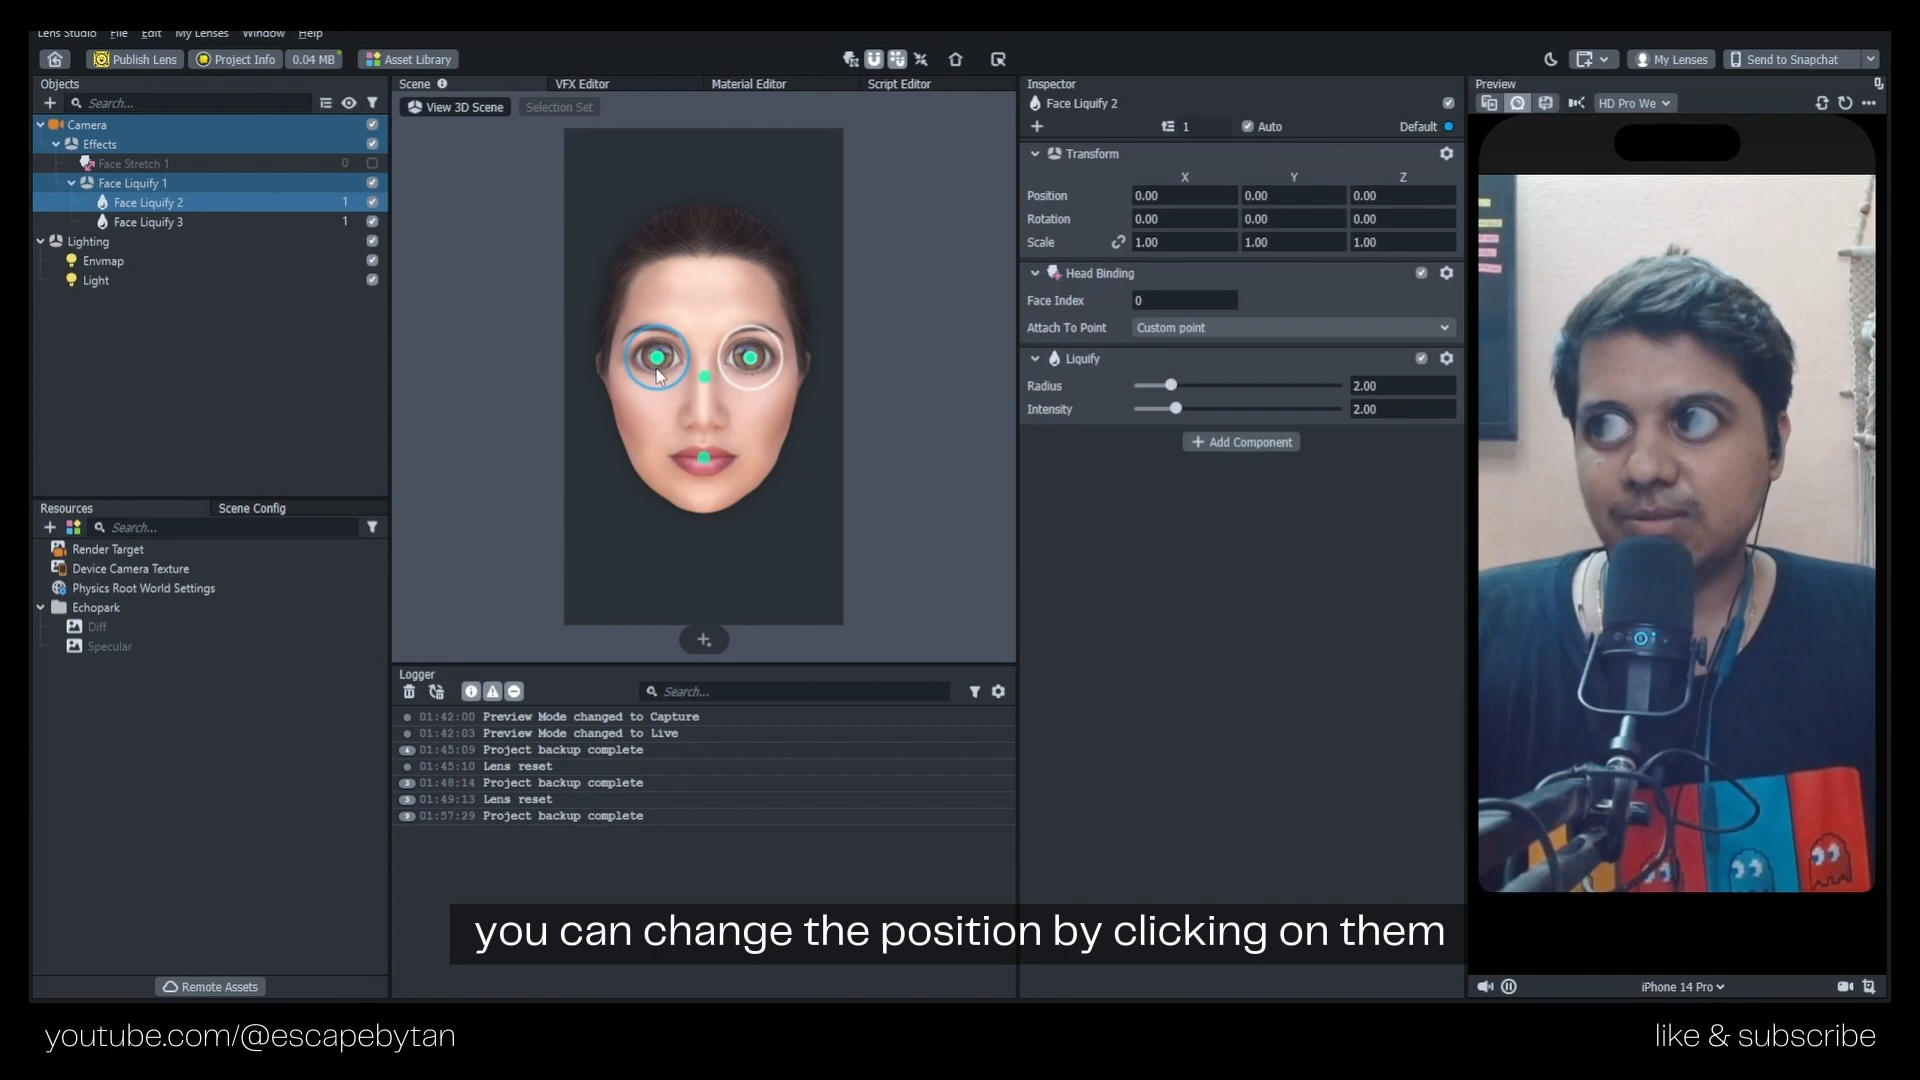 Lens Studio File Edit My Lenses Window Help
Publish Lens Project Info 0.04 MB Asset Library My Lenses Send to Snapchat
Objects
Search...
Camera
Effects
Face Stretch 1 0
Face Liquify 1
Face Liquify 2 1
Face Liquify 3 1
Lighting
Envmap
Light
Resources Scene Config
Search...
Render Target
Device Camera Texture
Physics Root World Settings
Echopark
Diff
Specular
Remote Assets
Scene VFX Editor Material Editor Script Editor
View 3D Scene Selection Set
Logger
Search...
01:42:00 Preview Mode changed to Capture
01:42:03 Preview Mode changed to Live
4 01:45:09 Project backup complete
01:45:10 Lens reset
3 01:48:14 Project backup complete
3 01:49:13 Lens reset
9 01:57:29 Project backup complete
Inspector
Face Liquify 2
1 Auto Default
Transform
X Y Z
Position 0.00 0.00 0.00
Rotation 0.00 0.00 0.00
Scale 1.00 1.00 1.00
Head Binding
Face Index 0
Attach To Point Custom point
Liquify
Radius 2.00
Intensity 2.00
Add Component
Preview
HD Pro We
iPhone 14 Pro
you can change the position by clicking on them
youtube.com/@escapebytan
like & subscribe